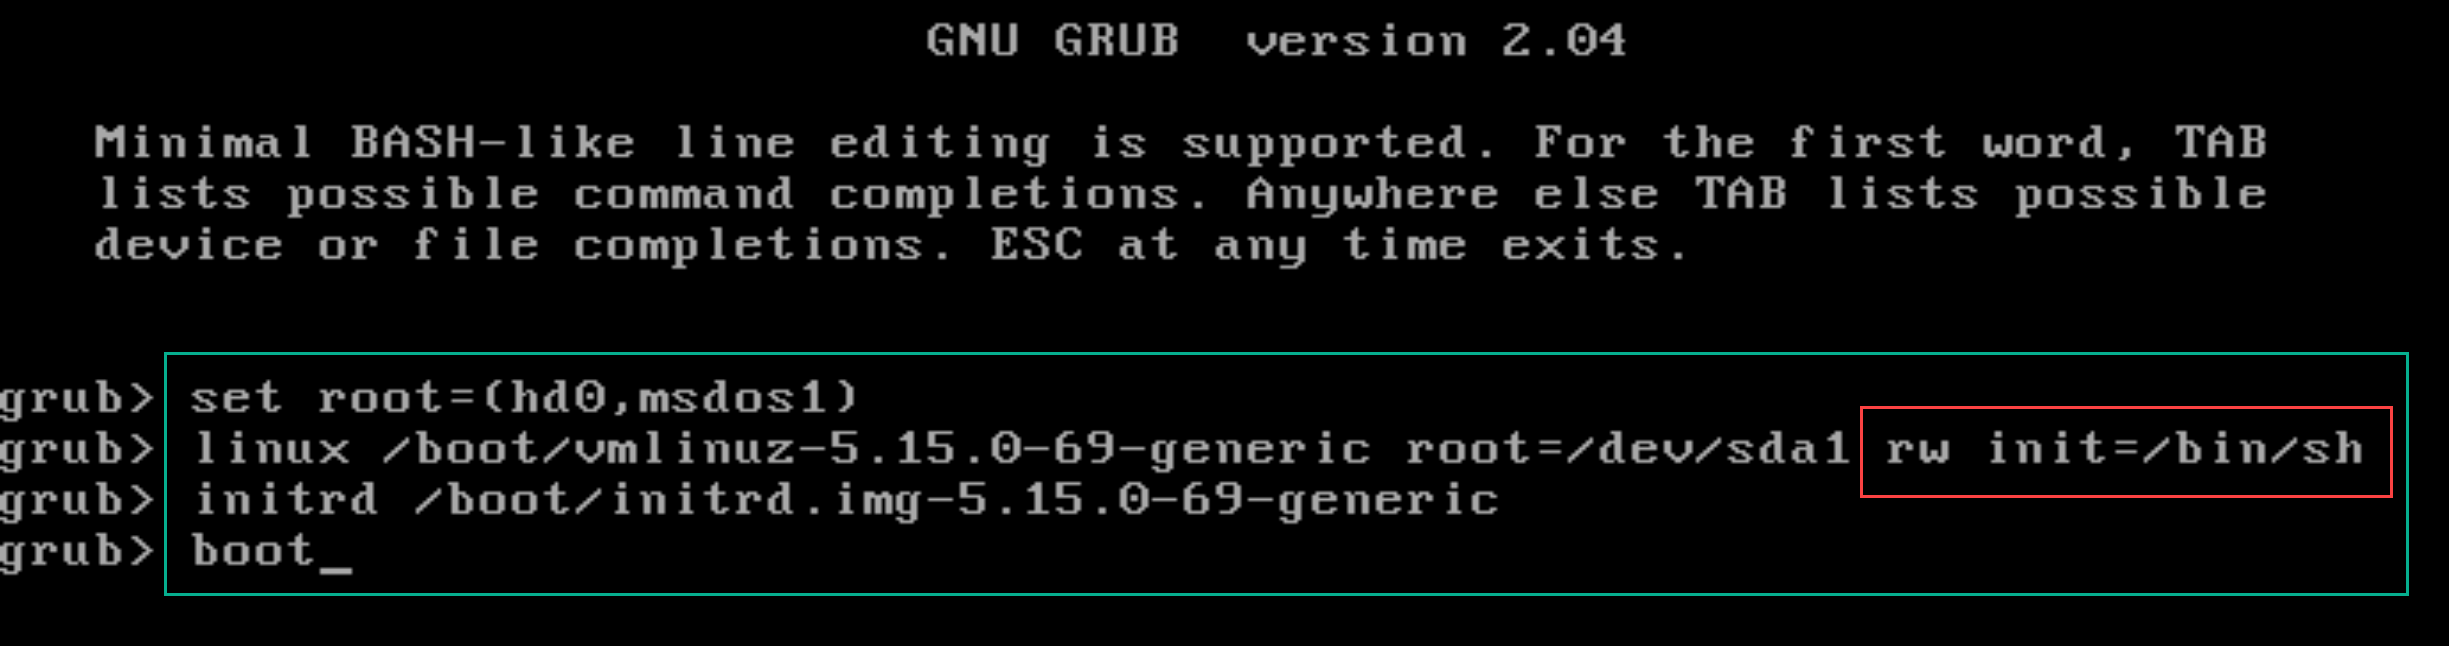 GNU GRUB  version 2.04
Minimal BASH-like line editing is supported. For the first word, TAB
lists possible command completions. Anywhere else TAB lists possible
device or file completions. ESC at any time exits.
grub> set root=(hd0,msdos1)
grub> linux /boot/vmlinuz-5.15.0-69-generic root=/dev/sda1 rw init=/bin/sh
grub> initrd /boot/initrd.img-5.15.0-69-generic
grub> boot_